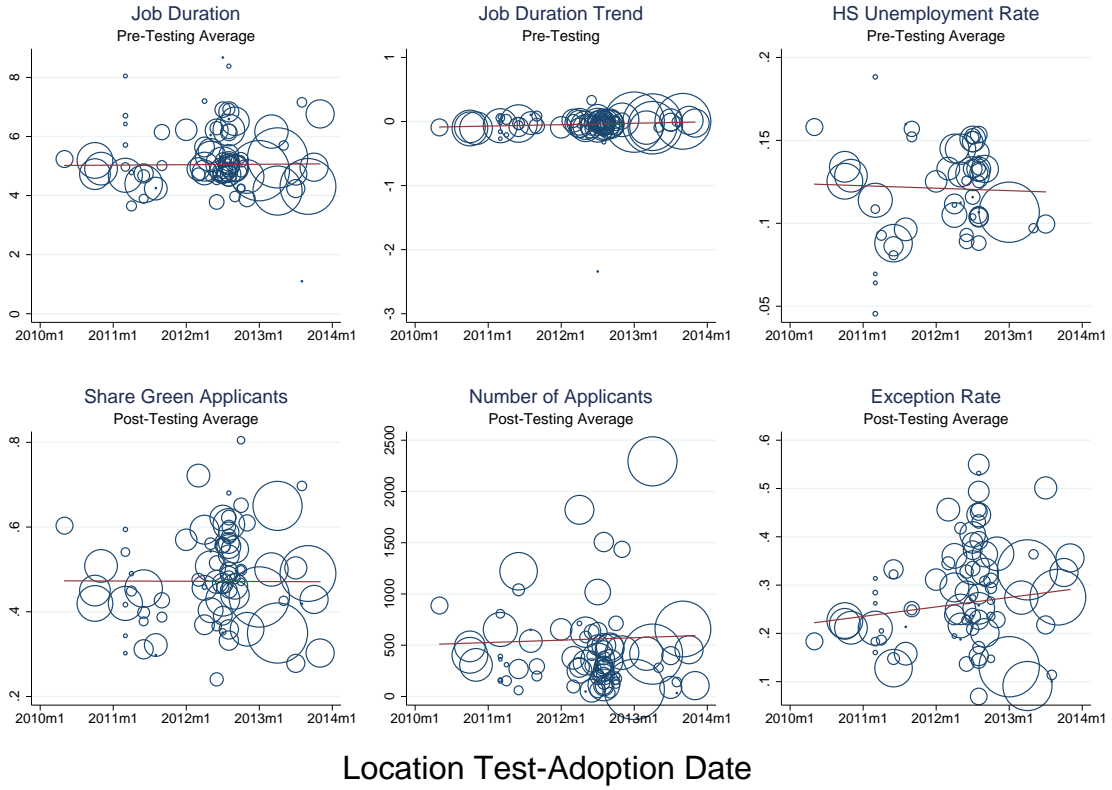 Job Duration
Pre-Testing Average
0 2 4 6 8
2010m1 2011m1 2012m1 2013m1 2014m1
Job Duration Trend
Pre-Testing
-3 -2 -1 0 1
2010m1 2011m1 2012m1 2013m1 2014m1
HS Unemployment Rate
Pre-Testing Average
.05 .1 .15 .2
2010m1 2011m1 2012m1 2013m1 2014m1
Share Green Applicants
Post-Testing Average
.2 .4 .6 .8
2010m1 2011m1 2012m1 2013m1 2014m1
Number of Applicants
Post-Testing Average
0 500 1000 1500 2000 2500
2010m1 2011m1 2012m1 2013m1 2014m1
Exception Rate
Post-Testing Average
.1 .2 .3 .4 .5 .6
2010m1 2011m1 2012m1 2013m1 2014m1
Location Test-Adoption Date